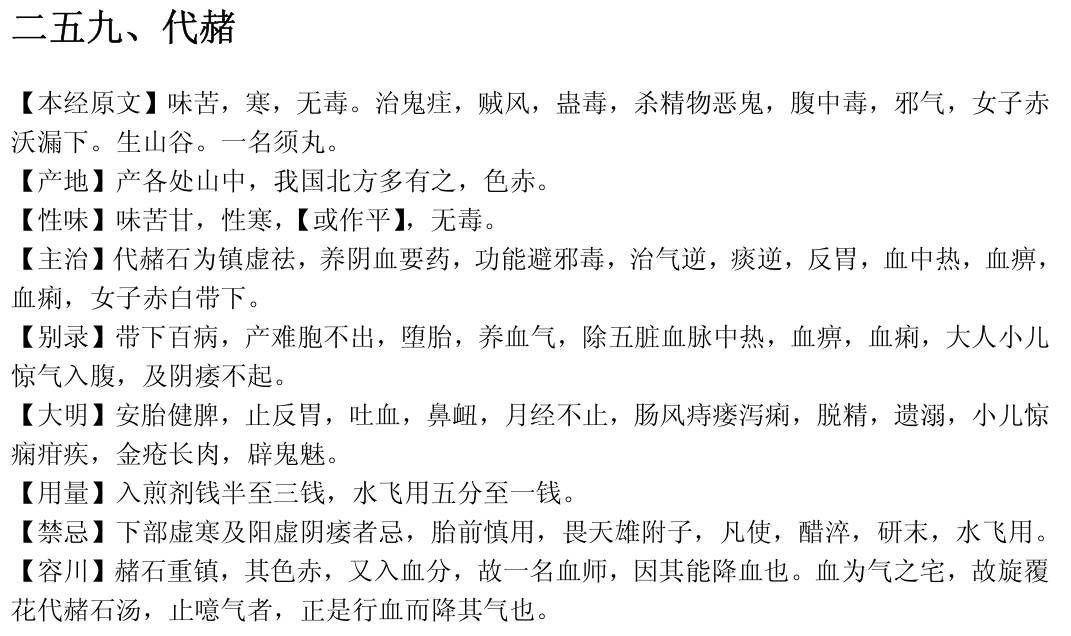 二五九、代赭
【本经原文】味苦，寒，无毒。治鬼疰，贼风，蛊毒，杀精物恶鬼，腹中毒，邪气，女子赤
沃漏下。生山谷。一名须丸。
【产地】产各处山中，我国北方多有之，色赤。
【性味】味苦甘，性寒，【或作平】，无毒。
【主治】代赭石为镇虚祛，养阴血要药，功能避邪毒，治气逆，痰逆，反胃，血中热，血痹，
血痢，女子赤白带下。
【别录】带下百病，产难胞不出，堕胎，养血气，除五脏血脉中热，血痹，血痢，大人小儿
惊气入腹，及阴痿不起。
【大明】安胎健脾，止反胃，吐血，鼻衄，月经不止，肠风痔瘘泻痢，脱精，遗溺，小儿惊
痫疳疾，金疮长肉，辟鬼魅。
【用量】入煎剂钱半至三钱，水飞用五分至一钱。
【禁忌】下部虚寒及阳虚阴痿者忌，胎前慎用，畏天雄附子，凡使，醋淬，研末，水飞用。
【容川】赭石重镇，其色赤，又入血分，故一名血师，因其能降血也。血为气之宅，故旋覆
花代赭石汤，止噫气者，正是行血而降其气也。